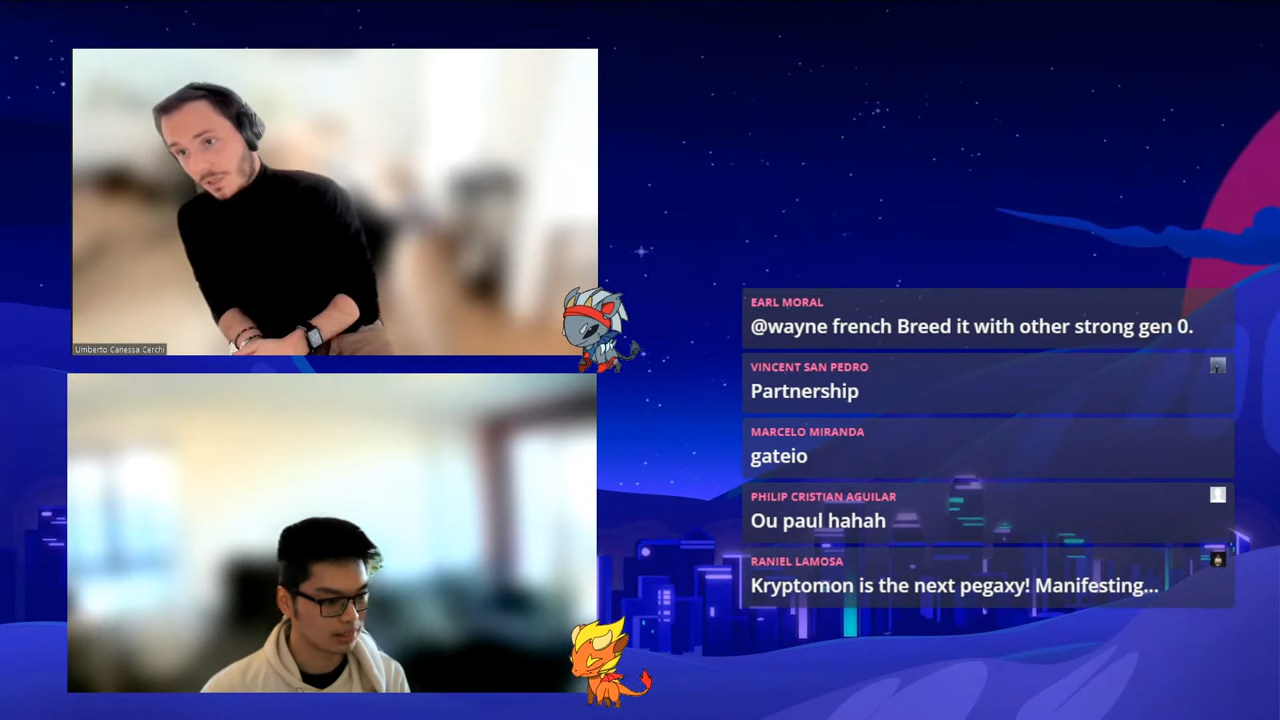 Umberto Canessa Cerchi
EARL MORAL
@wayne french Breed it with other strong gen 0.
VINCENT SAN PEDRO
Partnership
MARCELO MIRANDA
gateio
PHILIP CRISTIAN AGUILAR
Ou paul hahah
RANIEL LAMOSA
Kryptomon is the next pegaxy! Manifesting...